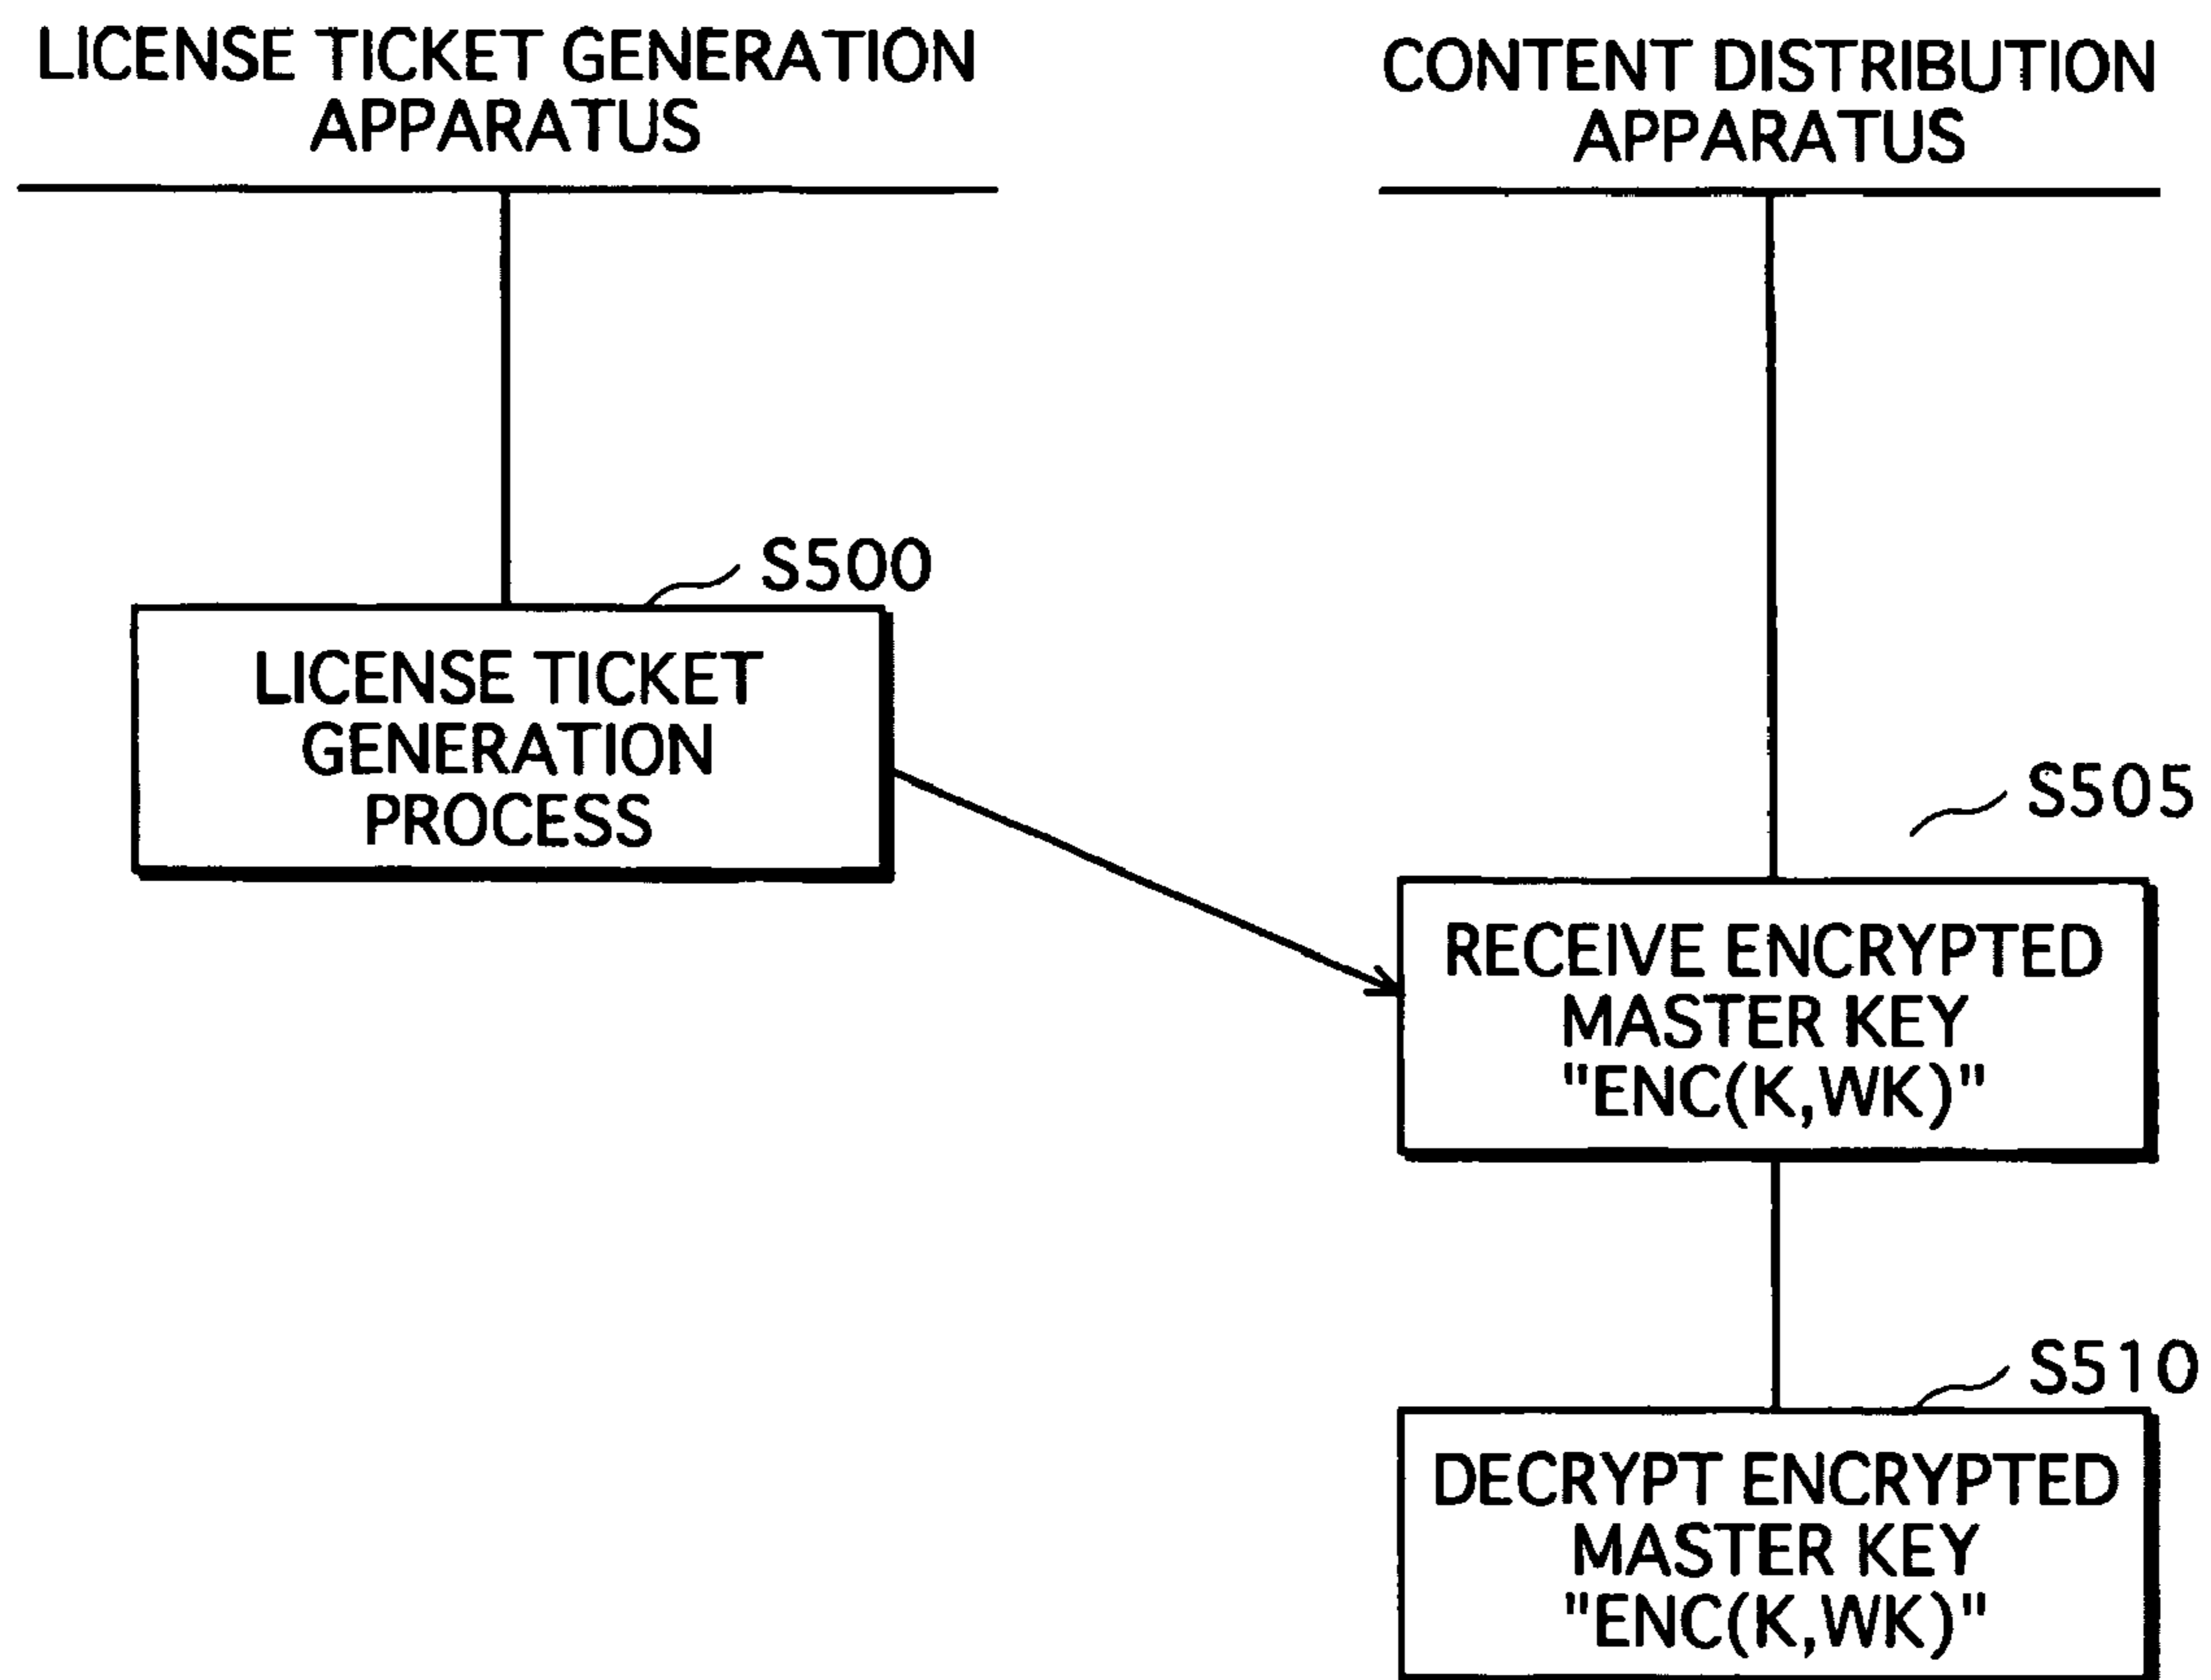 LICENSE TICKET GENERATION
APPARATUS
CONTENT DISTRIBUTION
APPARATUS
S500
LICENSE TICKET
GENERATION
PROCESS
S505
RECEIVE ENCRYPTED
MASTER KEY
"ENC(K,WK)"
S510
DECRYPT ENCRYPTED
MASTER KEY
"ENC(K,WK)"